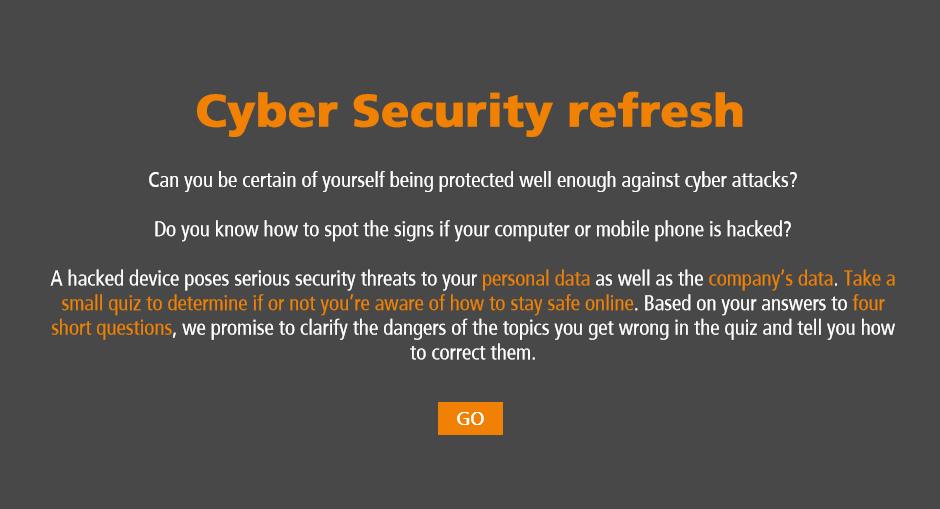 Cyber Security refresh
Can you be certain of yourself being protected well enough against cyber attacks?
Do you know how to spot the signs if your computer or mobile phone is hacked?
A hacked device poses serious security threats to your personal data as well as the company's data. Take a
small quiz to determine if or not you're aware of how to stay safe online. Based on your answers to four
short questions, we promise to clarify the dangers of the topics you get wrong in the quiz and tell you how
to correct them.
GO